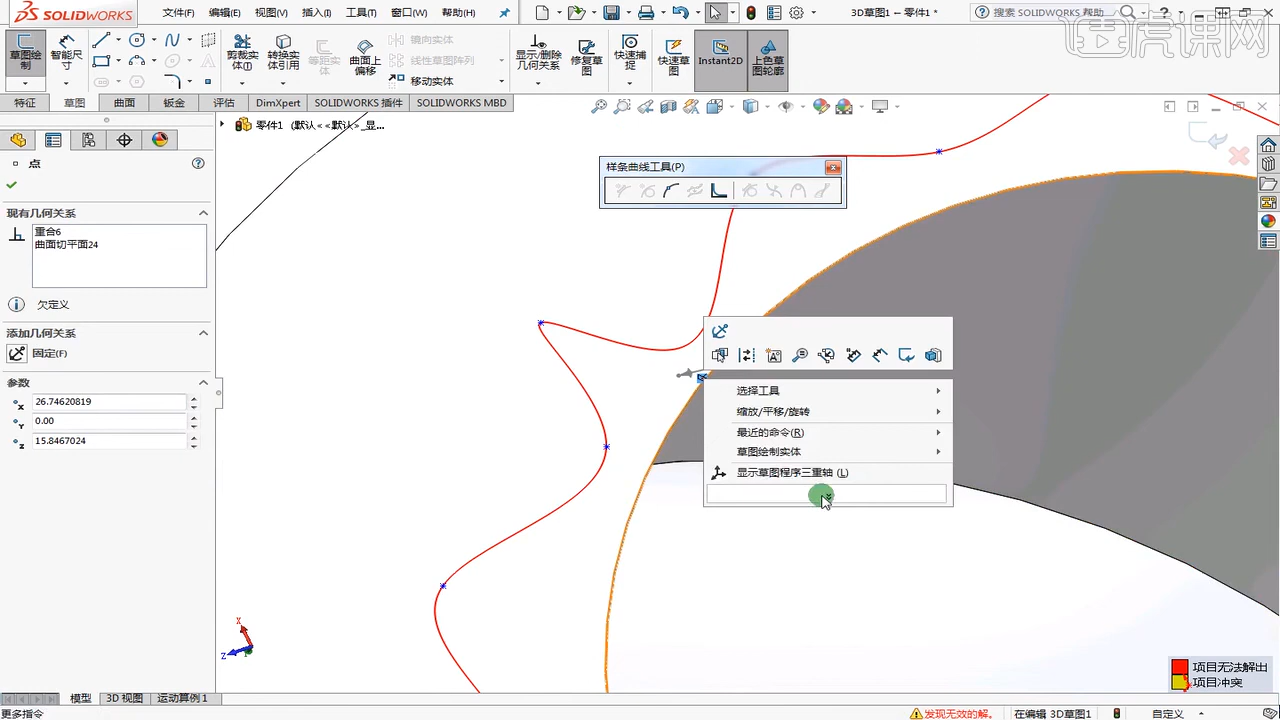 SOLIDWORKS
文件(F)
编辑(E)
视图(V)
插入(I)
工具(T)
窗口(W)
帮助(H)
3D草图1 - 零件1 *
搜索 SOLIDWORKS
虎课网
草图绘制
智能尺寸
剪裁实体(T)
转换实体引用
等距实体
曲面上偏移
镜向实体
线性草图阵列
移动实体
显示/删除几何关系
修复草图
快速捕捉
快速草图
Instant2D
上色草图轮廓
特征
草图
曲面
钣金
评估
DimXpert
SOLIDWORKS 插件
SOLIDWORKS MBD
零件1 (默认<<默认>_显...
点
现有几何关系
重合6
曲面切平面24
欠定义
添加几何关系
固定(F)
参数
26.74620819
0.00
15.8467024
样条曲线工具(P)
选择工具
缩放/平移/旋转
最近的命令(R)
草图绘制实体
显示草图程序三重轴 (L)
X
Z
项目无法解出
项目冲突
模型
3D 视图
运动算例 1
更多指令
发现无效的解。
在编辑 3D草图1
自定义